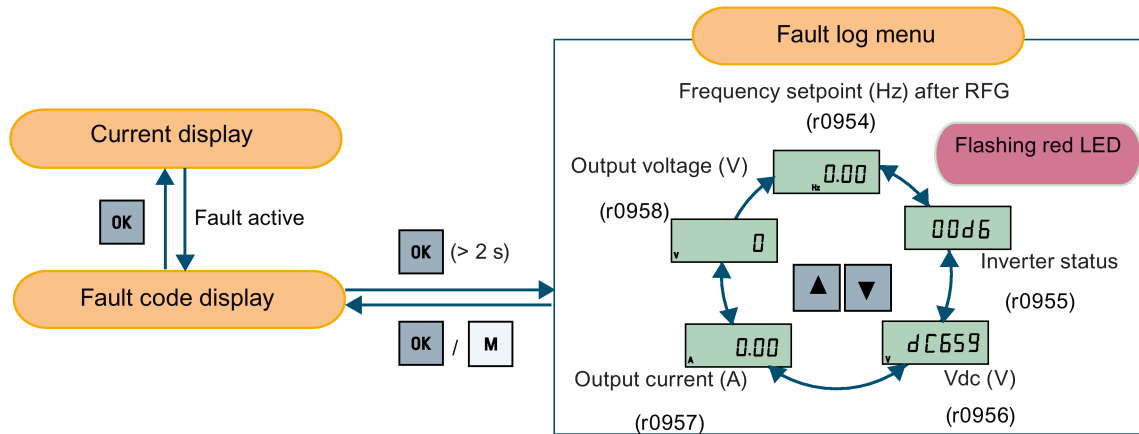 Fault log menu
Frequency setpoint (Hz) after RFG
(r0954)
Current display
Flashing red LED
Output voltage (V)
0.00
Hz
(r0958)
OK
Fault active
00d6
0
V
OK (> 2 s)
Inverter status
(r0955)
▲ ▼
Fault code display
OK / M
0.00
A
dC659
V
Output current (A)
Vdc (V)
(r0957)
(r0956)